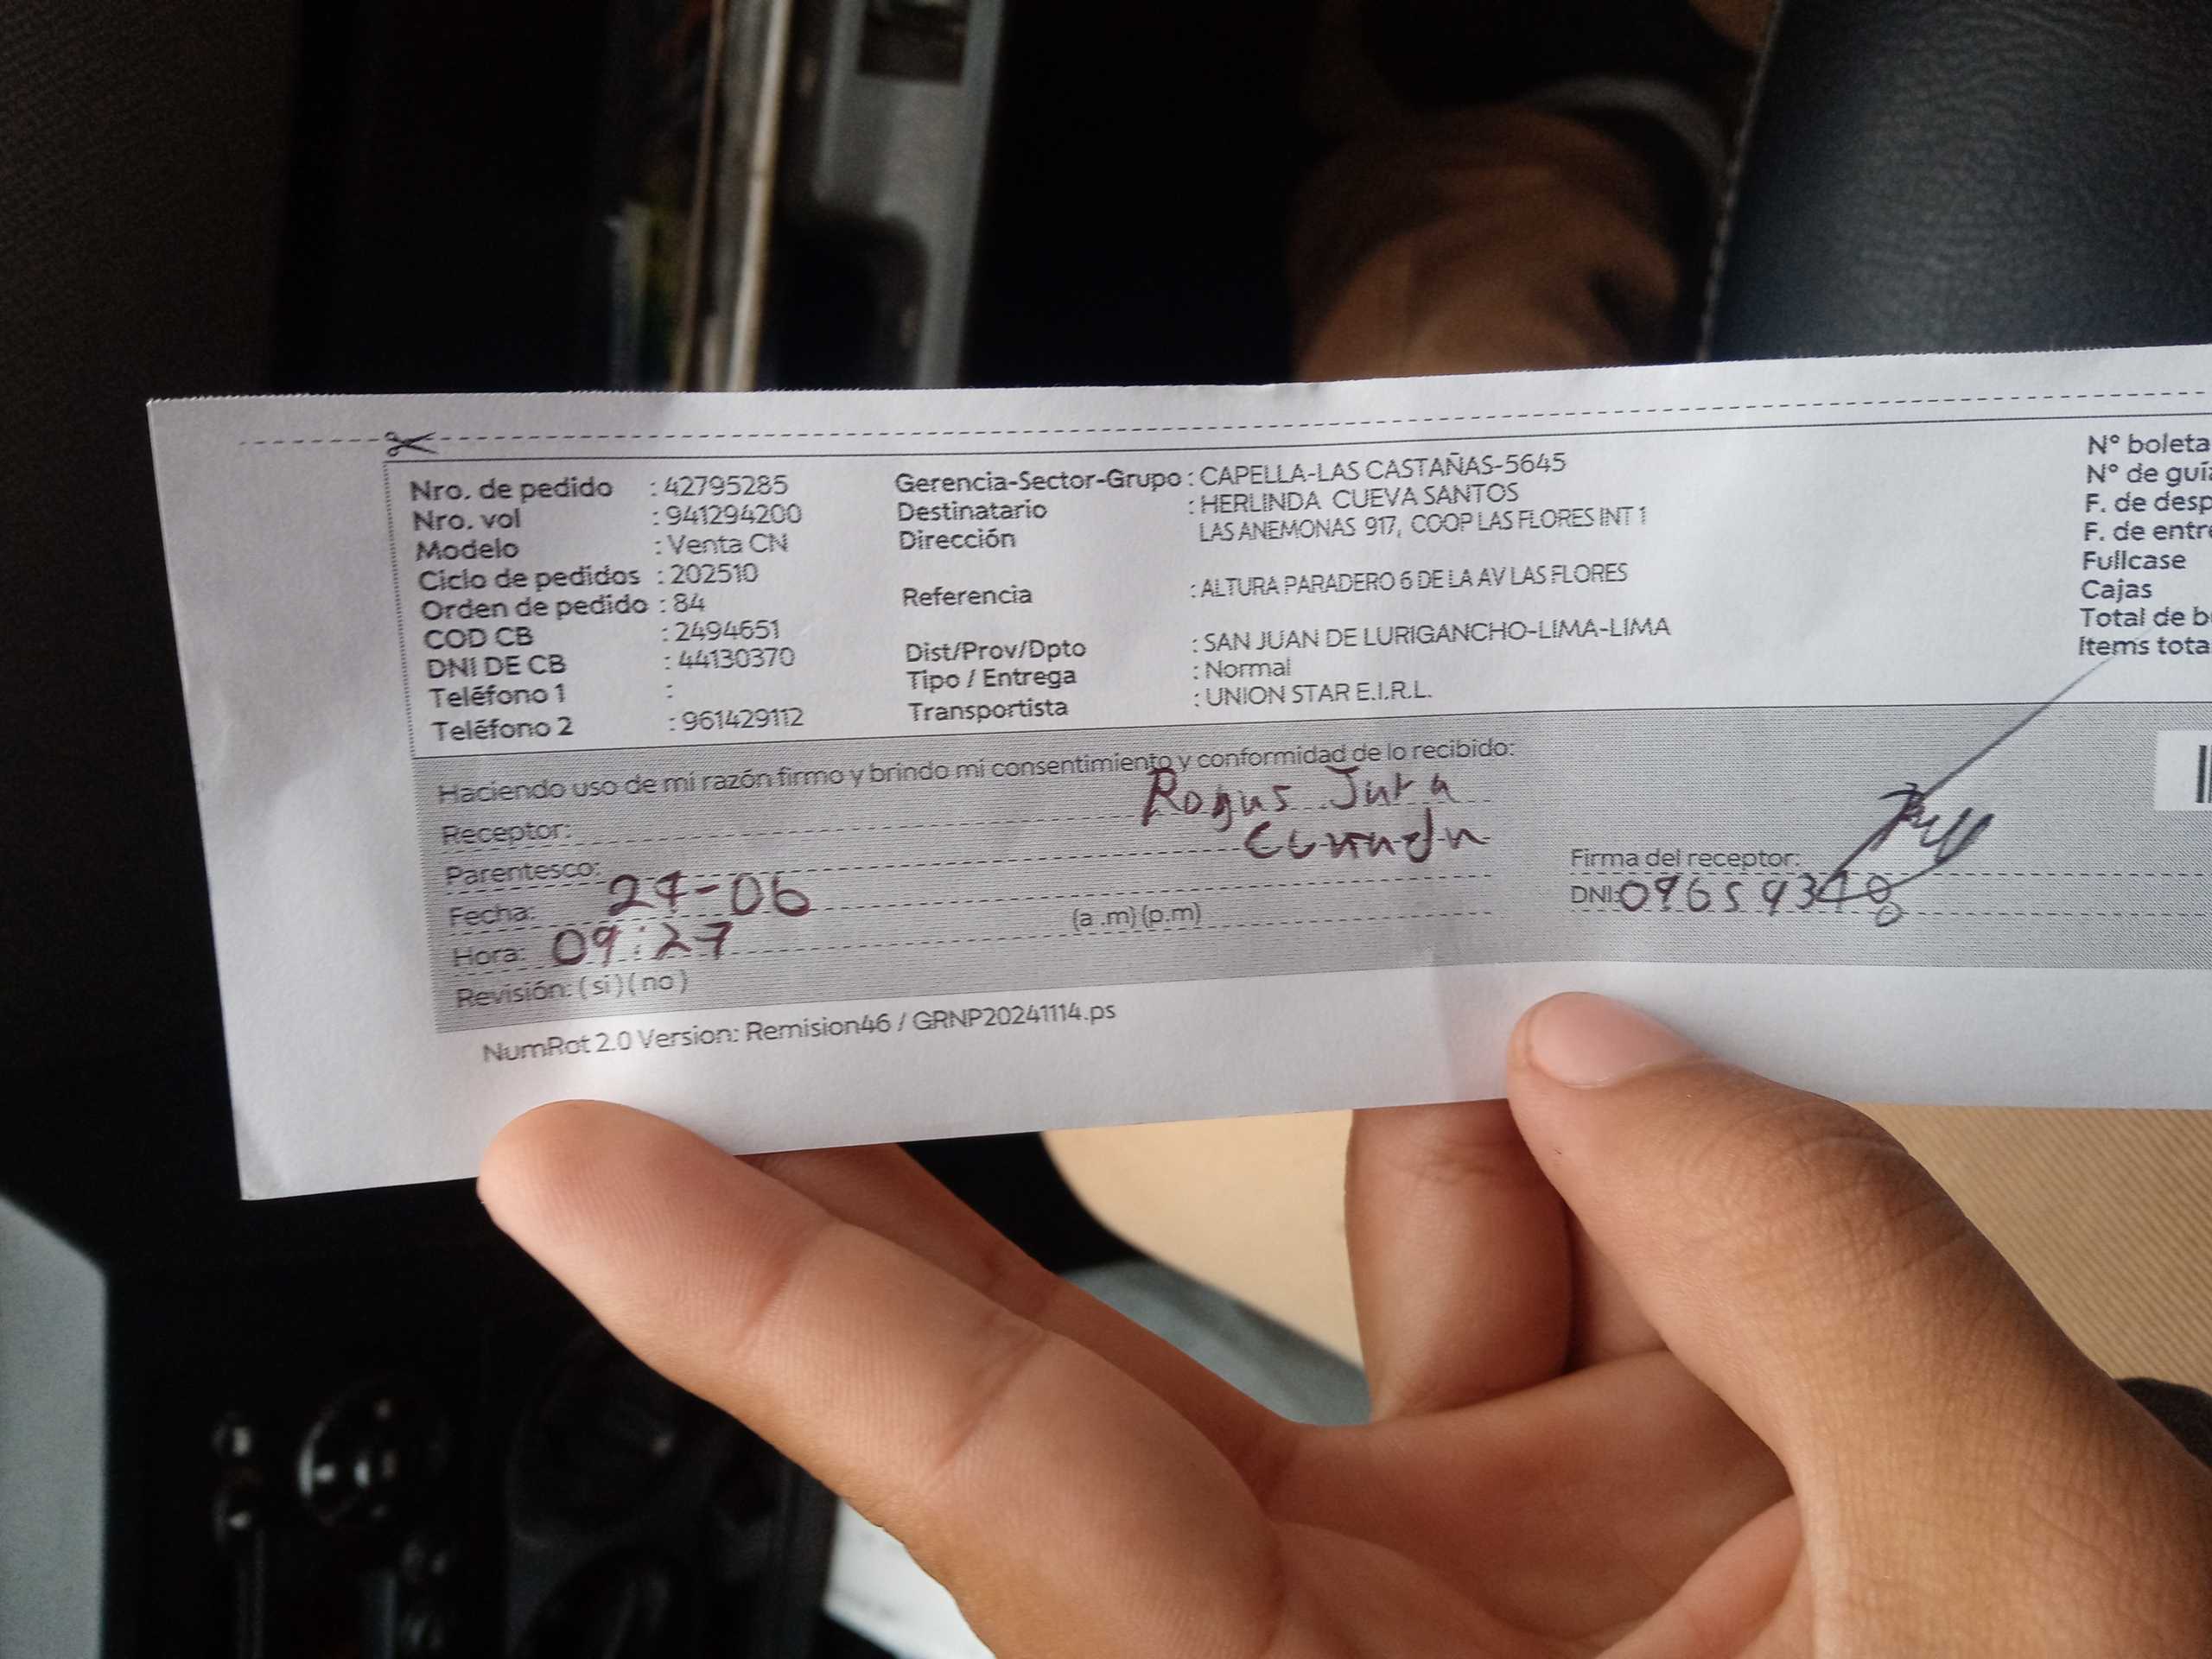 Nro. de pedido : 42795285
Nro. vol : 941294200
Modelo : Venta CN
Ciclo de pedidos : 202510
Orden de pedido : 84
COD CB : 2494651
DNI DE CB : 44130370
Teléfono 1 :
Teléfono 2 : 961429112
Gerencia-Sector-Grupo : CAPELLA-LAS CASTAÑAS-5645
Destinatario : HERLINDA CUEVA SANTOS
Dirección LAS ANEMONAS 917, COOP LAS FLORES INT 1
Referencia : ALTURA PARADERO 6 DE LA AV LAS FLORES
Dist/Prov/Dpto : SAN JUAN DE LURIGANCHO-LIMA-LIMA
Tipo / Entrega : Normal
Transportista : UNION STAR E.I.R.L.
N° boleta
N° de guía
F. de desp
F. de entre
Fullcase
Cajas
Total de b
Items tota
Haciendo uso de mi razón firmo y brindo mi consentimiento y conformidad de lo recibido:
Receptor:
Parentesco:
Fecha: 24-06
Hora: 09:27 (a .m) (p.m)
Revisión: ( si ) ( no )
Firma del receptor:
DNI:
NumRot 2.0 Version: Remision46 / GRNP20241114.ps